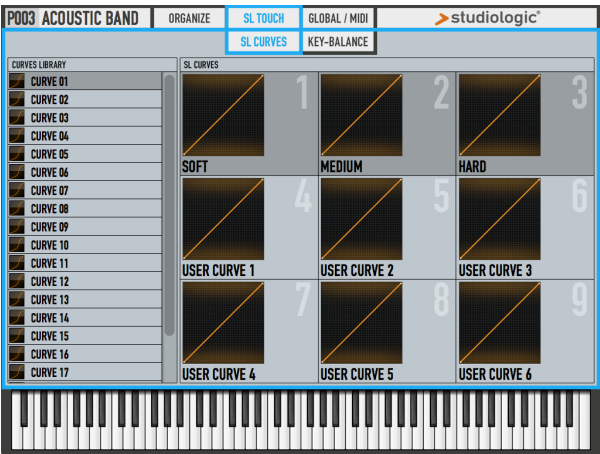 P003 ACOUSTIC BAND ORGANIZE SL TOUCH GLOBAL / MIDI studiologic®
SL CURVES KEY-BALANCE
CURVES LIBRARY
CURVE 01
CURVE 02
CURVE 03
CURVE 04
CURVE 05
CURVE 06
CURVE 07
CURVE 08
CURVE 09
CURVE 10
CURVE 11
CURVE 12
CURVE 13
CURVE 14
CURVE 15
CURVE 16
CURVE 17
SL CURVES
1 2 3
SOFT MEDIUM HARD
4 5 6
USER CURVE 1 USER CURVE 2 USER CURVE 3
7 8 9
USER CURVE 4 USER CURVE 5 USER CURVE 6